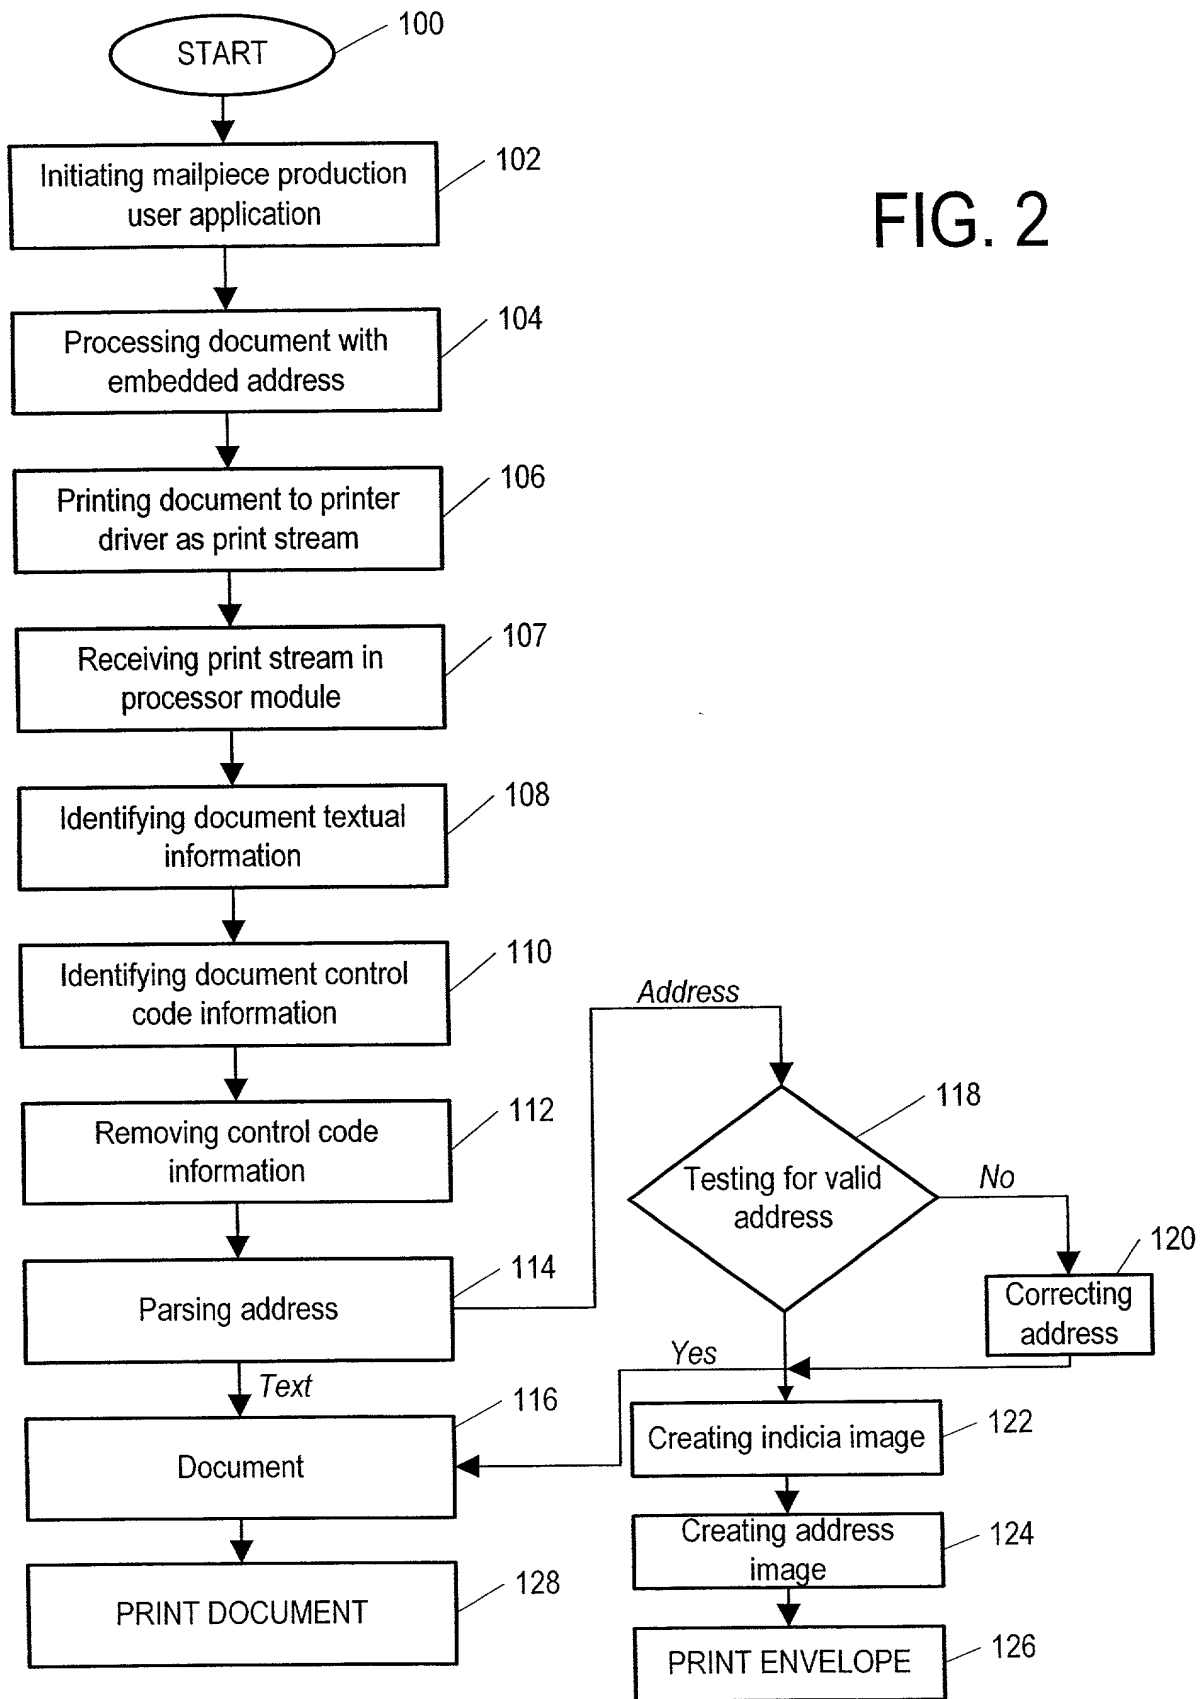 START
100
Initiating mailpiece production
user application
102
FIG. 2
Processing document with
embedded address
104
Printing document to printer
driver as print stream
106
Receiving print stream in
processor module
107
Identifying document textual
information
108
Identifying document control
code information
110
Address
Removing control code
information
112
Testing for valid
address
118
No
Parsing address
114
Correcting
address
120
Text
Yes
Document
116
Creating indicia image
122
Creating address
image
124
PRINT DOCUMENT
128
PRINT ENVELOPE
126